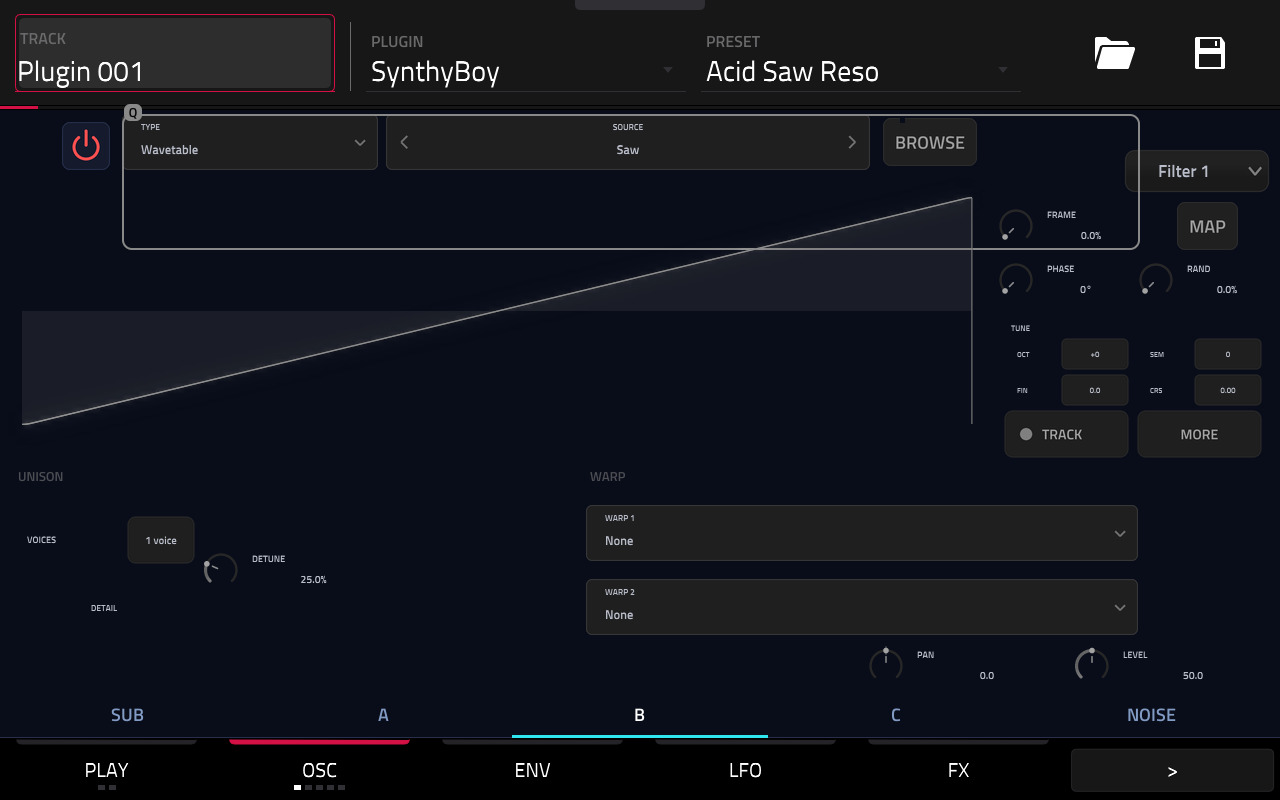 TRACK
Plugin 001
PLUGIN
SynthyBoy
PRESET
Acid Saw Reso
Q
TYPE
Wavetable
SOURCE
Saw
BROWSE
Filter 1
FRAME
0.0%
MAP
PHASE
0°
RAND
0.0%
TUNE
OCT
+0
SEM
0
FIN
0.0
CRS
0.00
TRACK
MORE
UNISON
VOICES
1 voice
DETUNE
25.0%
DETAIL
WARP
WARP 1
None
WARP 2
None
PAN
0.0
LEVEL
50.0
SUB
A
B
C
NOISE
PLAY
OSC
ENV
LFO
FX
>